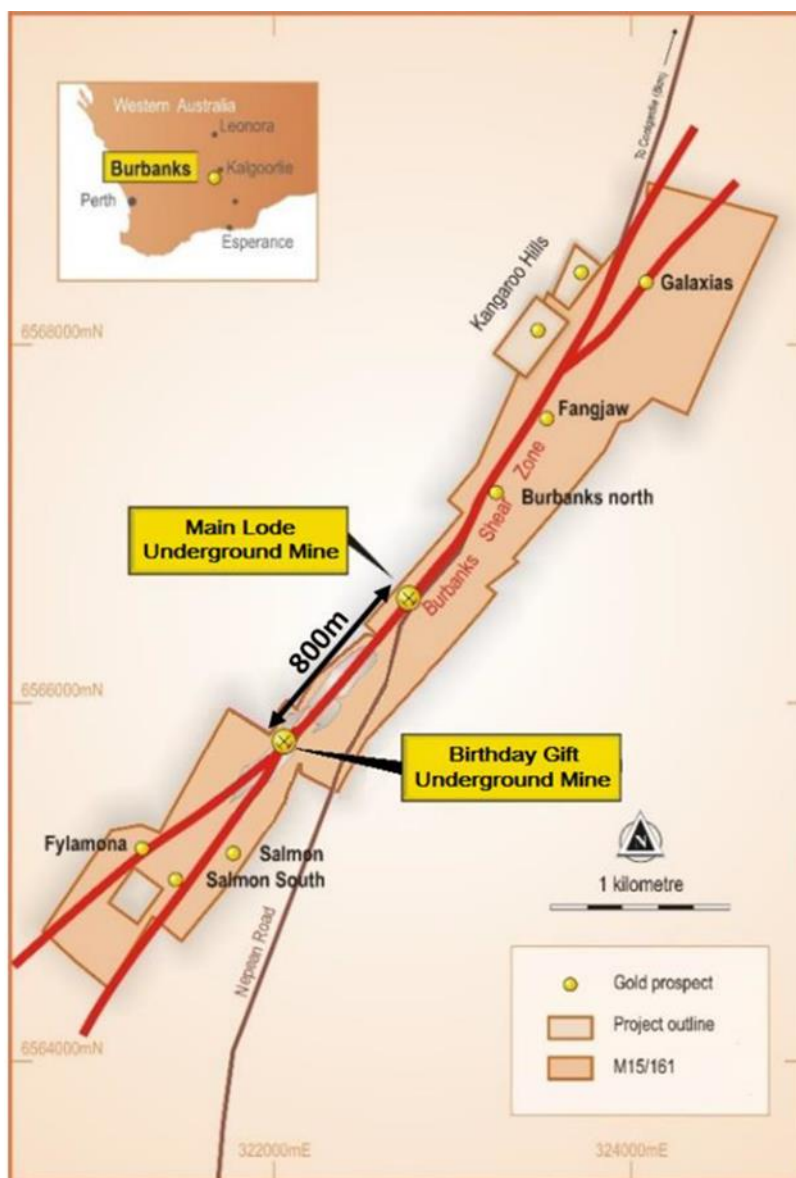 Western Australia
Leonora
Burbanks
Kalgoorlie
Perth
Esperance
To Coolgardie (8km)
Kangaroo Hills
Galaxias
6568000mN
Fangjaw
Burbanks north
Main Lode
Underground Mine
Burbanks Shear Zone
800m
6566000mN
Birthday Gift
Underground Mine
Fylamona
Salmon
Salmon South
N
1 kilometre
Nepean Road
Gold prospect
Project outline
M15/161
6564000mN
322000mE
324000mE